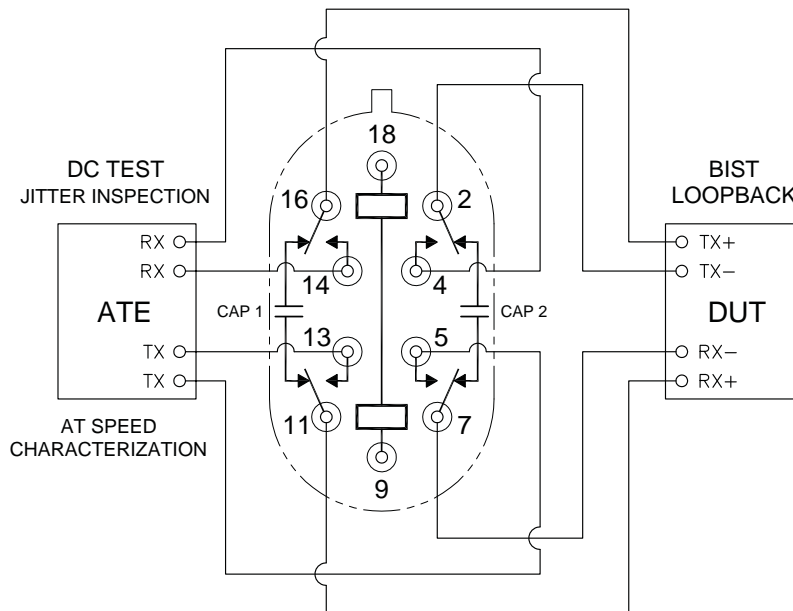 18
DC TEST
JITTER INSPECTION
BIST
LOOPBACK
16
2
RX
TX+
RX
TX-
14
4
ATE
CAP 1
CAP 2
DUT
13
5
TX
RX-
TX
RX+
11
7
AT SPEED
CHARACTERIZATION
9